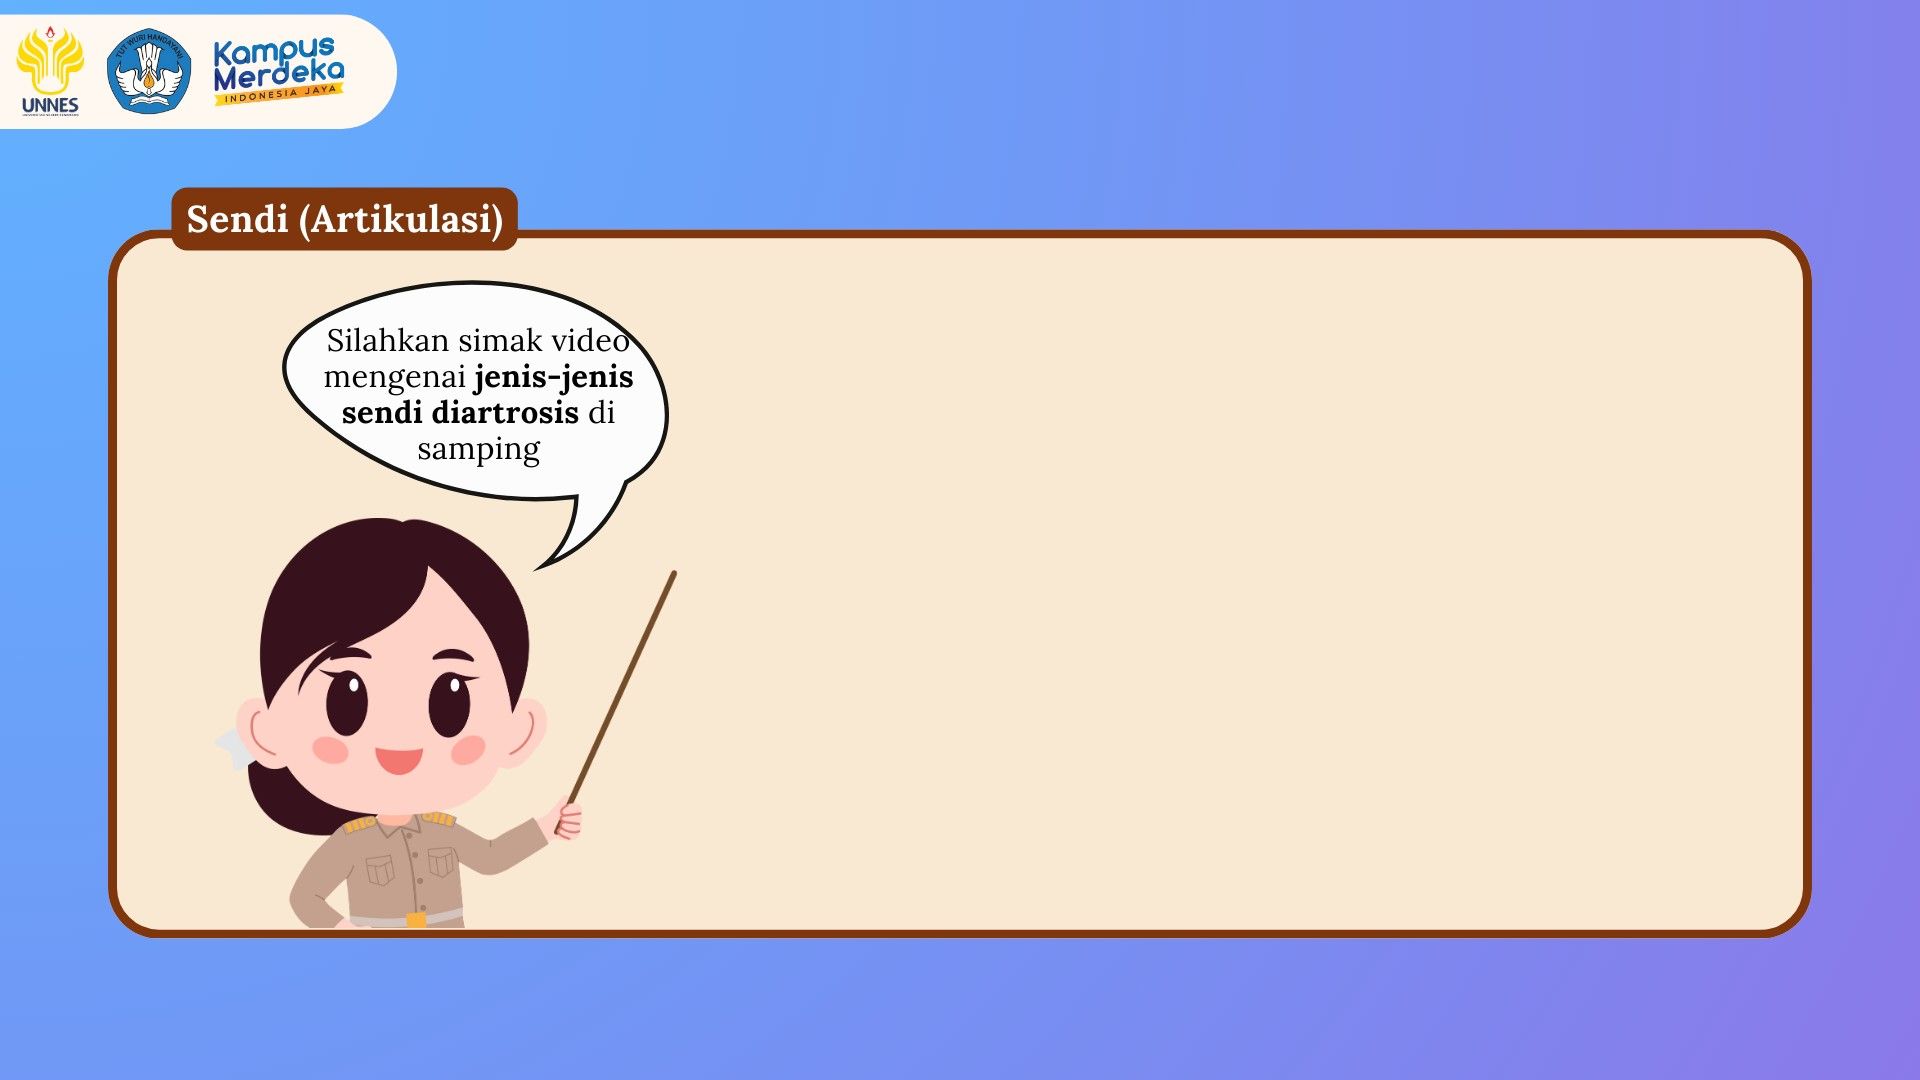 UNNES
TUT WURI HANDAYANI
Kampus
Merdeka
INDONESIA JAYA
Sendi (Artikulasi)
Silahkan simak video
mengenai jenis-jenis
sendi diartrosis di
samping